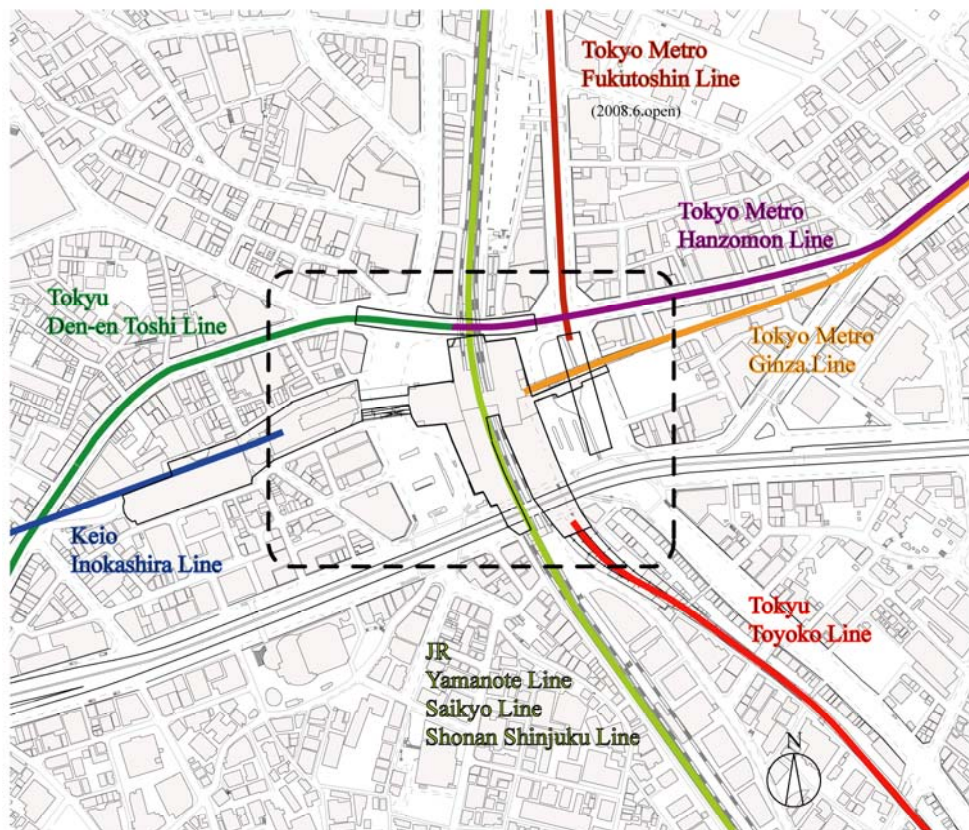 Tokyo Metro
Fukutoshin Line
(2008.6.open)
Tokyo Metro
Hanzomon Line
Tokyu
Den-en Toshi Line
Tokyo Metro
Ginza Line
Keio
Inokashira Line
Tokyu
Toyoko Line
JR
Yamanote Line
Saikyo Line
Shonan Shinjuku Line
N